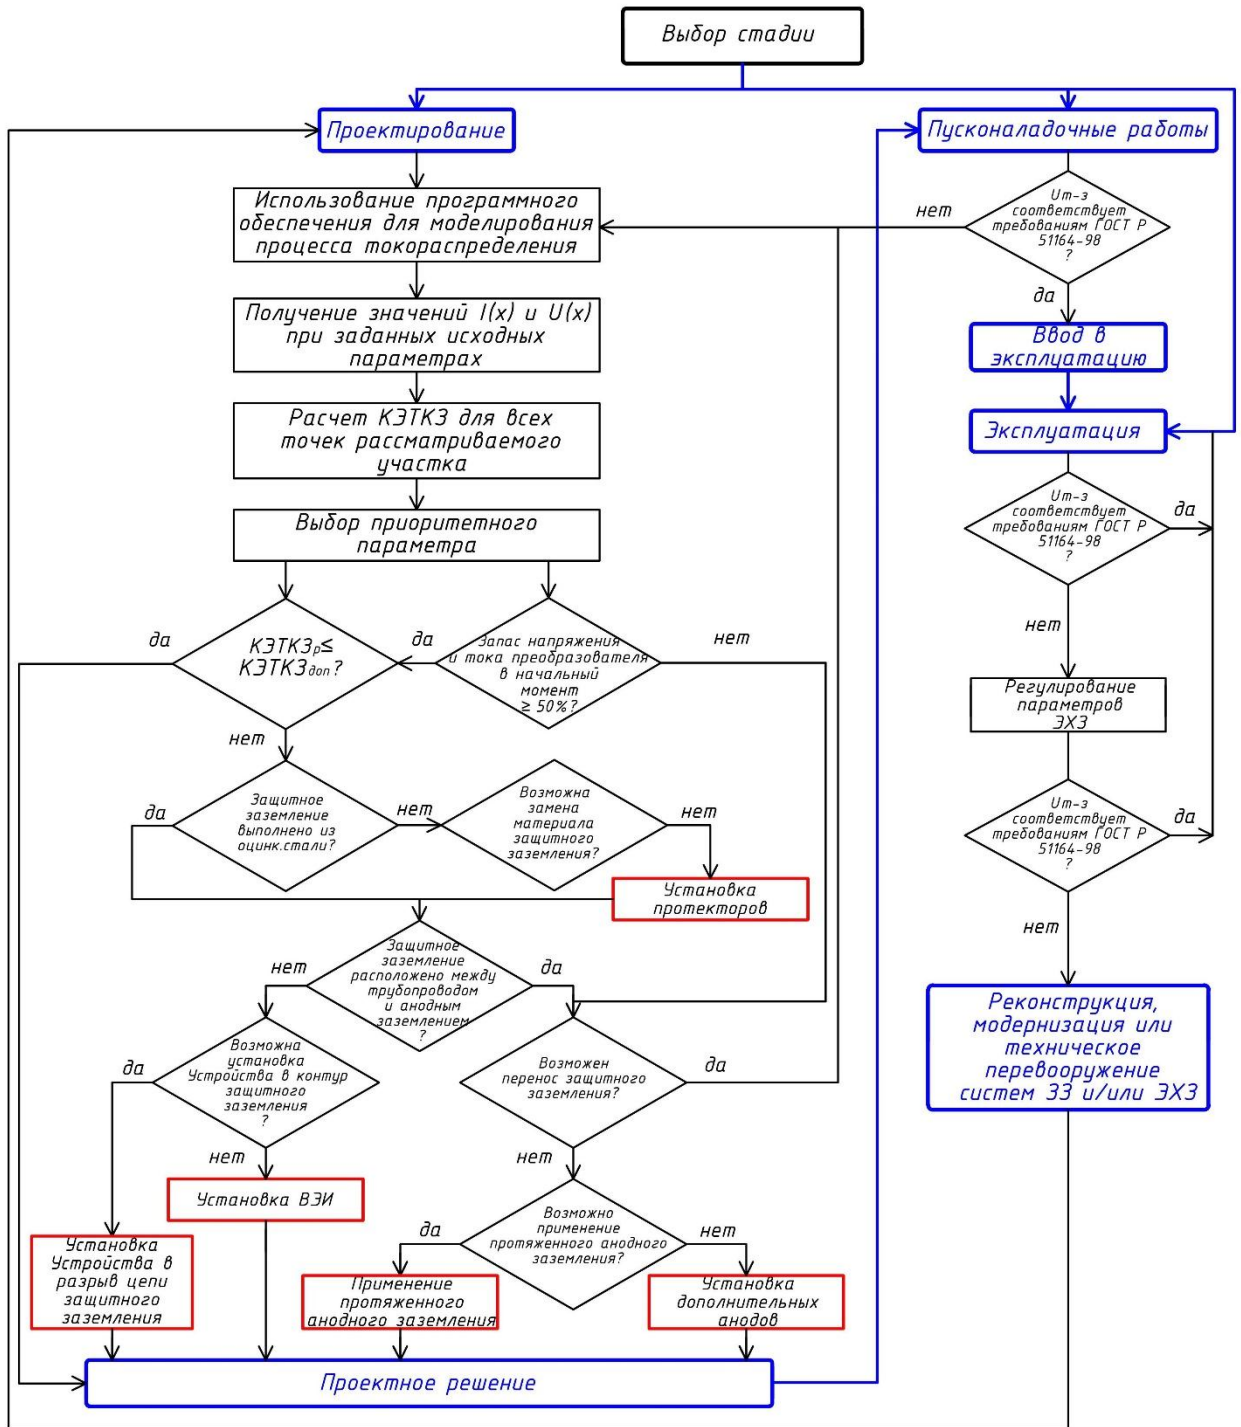 Выбор стадии
Проектирование
Пусконаладочные работы
Использование программного
обеспечения для моделирования
процесса токораспределения
нет
Uт-з
соответствует
требованиям ГОСТ Р
51164-98
?
да
Получение значений I(x) и U(x)
при заданных исходных
параметрах
Ввод в
эксплуатацию
Расчет КЭТКЗ для всех
точек рассматриваемого
участка
Эксплуатация
Выбор приоритетного
параметра
Uт-з
соответствует
требованиям ГОСТ Р
51164-98
?
да
нет
да
КЭТКЗр≤
КЭТКЗдоп?
да
Запас напряжения
и тока преобразователя
в начальный
момент
≥ 50%?
нет
Регулирование
параметров
ЭХЗ
нет
да
Защитное
заземление
выполнено из
оцинк.стали?
нет
Возможна
замена
материала
защитного
заземления?
нет
Uт-з
соответствует
требованиям ГОСТ Р
51164-98
?
да
Установка
протекторов
нет
нет
Защитное
заземление
расположено между
трубопроводом
и анодным
заземлением
?
да
Реконструкция,
модернизация или
техническое
перевооружение
систем ЗЗ и/или ЭХЗ
да
Возможна
установка
Устройства в контур
защитного
заземления
?
Возможен
перенос защитного
заземления?
да
нет
нет
Установка ВЭИ
да
Возможно
применение
протяженного анодного
заземления?
нет
Установка
Устройства в
разрыв цепи
защитного
заземления
Применение
протяженного
анодного заземления
Установка
дополнительных
анодов
Проектное решение